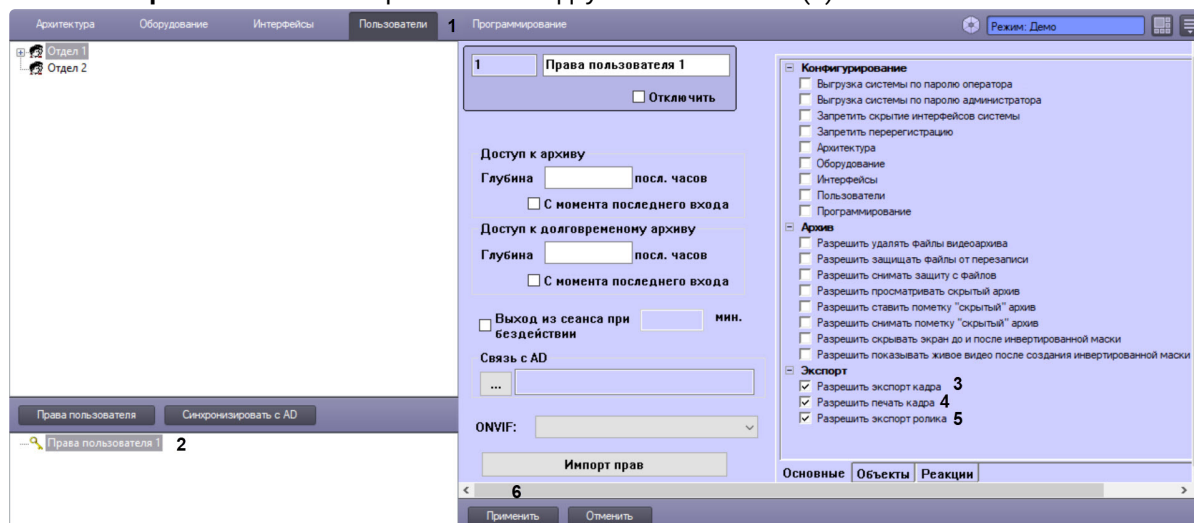 Архитектура Оборудование Интерфейсы Пользователи 1 Программирование Режим: Демо
Отдел 1
Отдел 2
Права пользователя Синхронизировать с AD
Права пользователя 1 2
1 Права пользователя 1
Отключить
Доступ к архиву
Глубина посл. часов
С момента последнего входа
Доступ к долговременому архиву
Глубина посл. часов
С момента последнего входа
Выход из сеанса при мин.
бездействии
Связь с AD
...
ONVIF:
Импорт прав
Конфигурирование
Выгрузка системы по паролю оператора
Выгрузка системы по паролю администратора
Запретить скрытие интерфейсов системы
Запретить перерегистрацию
Архитектура
Оборудование
Интерфейсы
Пользователи
Программирование
Архив
Разрешить удалять файлы видеоархива
Разрешить защищать файлы от перезаписи
Разрешить снимать защиту с файлов
Разрешить просматривать скрытый архив
Разрешить ставить пометку "скрытый" архив
Разрешить снимать пометку "скрытый" архив
Разрешить скрывать экран до и после инвертированной маски
Разрешить показывать живое видео после создания инвертированной маски
Экспорт
Разрешить экспорт кадра 3
Разрешить печать кадра 4
Разрешить экспорт ролика 5
Основные Объекты Реакции
6
Применить Отменить